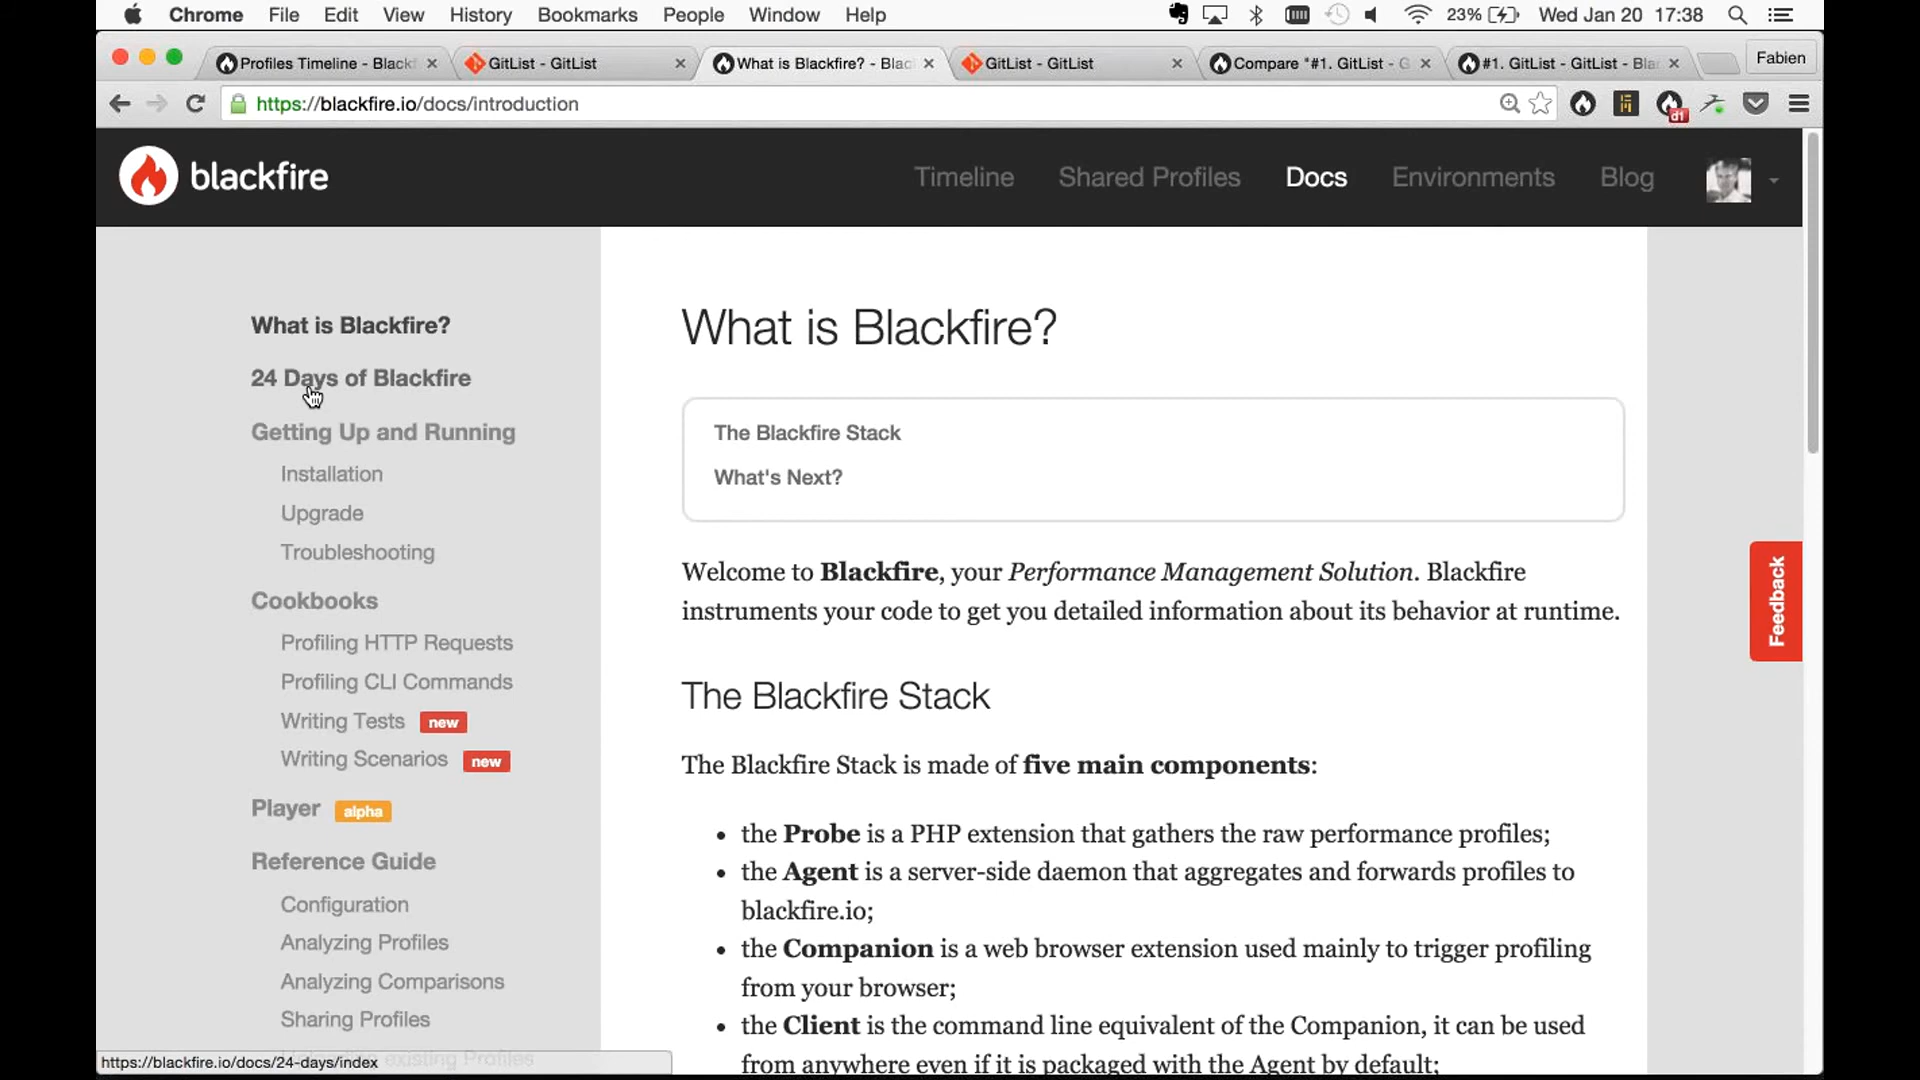 Chrome File Edit View History Bookmarks People Window Help 23% Wed Jan 20 17:38
Profiles Timeline - Blackf
GitList - GitList
What is Blackfire? - Blac
GitList - GitList
Compare "#1. GitList - G
#1. GitList - GitList - Bla
Fabien
https://blackfire.io/docs/introduction
d1
blackfire
Timeline Shared Profiles Docs Environments Blog
What is Blackfire?
24 Days of Blackfire
Getting Up and Running
Installation
Upgrade
Troubleshooting
Cookbooks
Profiling HTTP Requests
Profiling CLI Commands
Writing Tests new
Writing Scenarios new
Player alpha
Reference Guide
Configuration
Analyzing Profiles
Analyzing Comparisons
Sharing Profiles
existing Profiles
https://blackfire.io/docs/24-days/index
What is Blackfire?
The Blackfire Stack
What's Next?
Welcome to Blackfire, your Performance Management Solution. Blackfire
instruments your code to get you detailed information about its behavior at runtime.
The Blackfire Stack
The Blackfire Stack is made of five main components:
• the Probe is a PHP extension that gathers the raw performance profiles;
• the Agent is a server-side daemon that aggregates and forwards profiles to
blackfire.io;
• the Companion is a web browser extension used mainly to trigger profiling
from your browser;
• the Client is the command line equivalent of the Companion, it can be used
from anywhere even if it is packaged with the Agent by default;
Feedback